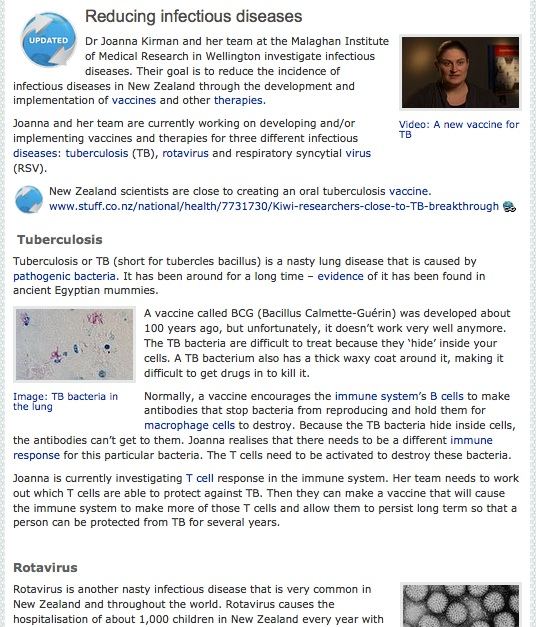 Reducing infectious diseases
UPDATED
Dr Joanna Kirman and her team at the Malaghan Institute
of Medical Research in Wellington investigate infectious
diseases. Their goal is to reduce the incidence of
infectious diseases in New Zealand through the development and
implementation of vaccines and other therapies.
Video: A new vaccine for
TB
Joanna and her team are currently working on developing and/or
implementing vaccines and therapies for three different infectious
diseases: tuberculosis (TB), rotavirus and respiratory syncytial virus
(RSV).
New Zealand scientists are close to creating an oral tuberculosis vaccine.
www.stuff.co.nz/national/health/7731730/Kiwi-researchers-close-to-TB-breakthrough
Tuberculosis
Tuberculosis or TB (short for tubercles bacillus) is a nasty lung disease that is caused by
pathogenic bacteria. It has been around for a long time – evidence of it has been found in
ancient Egyptian mummies.
A vaccine called BCG (Bacillus Calmette-Guérin) was developed about
100 years ago, but unfortunately, it doesn’t work very well anymore.
The TB bacteria are difficult to treat because they ‘hide’ inside your
cells. A TB bacterium also has a thick waxy coat around it, making it
difficult to get drugs in to kill it.
Image: TB bacteria in
the lung
Normally, a vaccine encourages the immune system’s B cells to make
antibodies that stop bacteria from reproducing and hold them for
macrophage cells to destroy. Because the TB bacteria hide inside cells,
the antibodies can’t get to them. Joanna realises that there needs to be a different immune
response for this particular bacteria. The T cells need to be activated to destroy these bacteria.
Joanna is currently investigating T cell response in the immune system. Her team needs to work
out which T cells are able to protect against TB. Then they can make a vaccine that will cause
the immune system to make more of those T cells and allow them to persist long term so that a
person can be protected from TB for several years.
Rotavirus
Rotavirus is another nasty infectious disease that is very common in
New Zealand and throughout the world. Rotavirus causes the
hospitalisation of about 1,000 children in New Zealand every year with